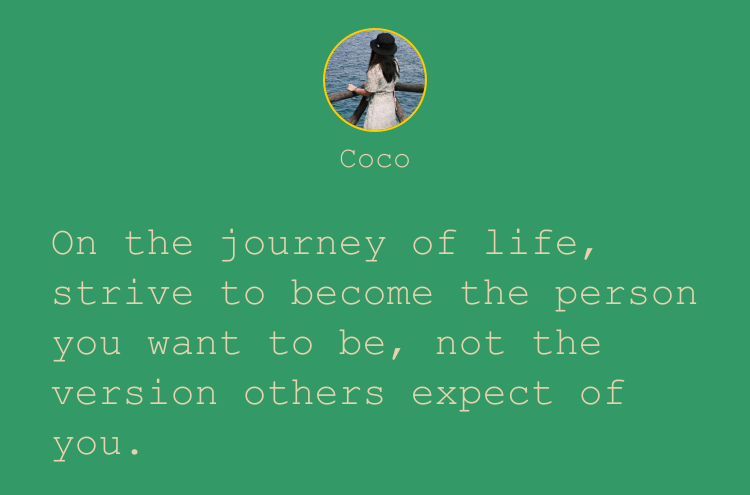 Coco
On the journey of life,
strive to become the person
you want to be, not the
version others expect of
you.